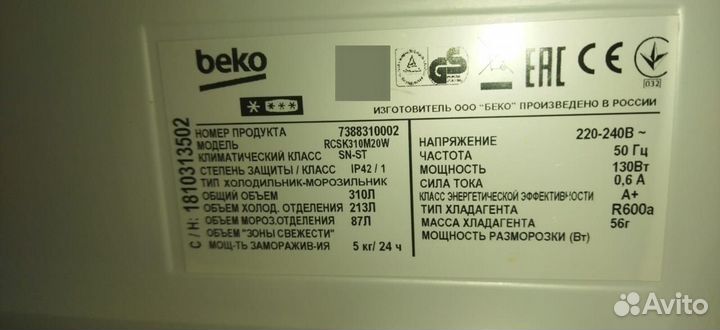 beko
EAC CE
032
ИЗГОТОВИТЕЛЬ ООО "БЕКО" ПРОИЗВЕДЕНО В РОССИИ
С / Н: 1810313502
НОМЕР ПРОДУКТА 7388310002
МОДЕЛЬ RCSK310M20W
КЛИМАТИЧЕСКИЙ КЛАСС SN-ST
СТЕПЕНЬ ЗАЩИТЫ / КЛАСС IP42 / 1
ТИП ХОЛОДИЛЬНИК-МОРОЗИЛЬНИК
ОБЩИЙ ОБЪЕМ 310Л
ОБЪЕМ ХОЛОД. ОТДЕЛЕНИЯ 213Л
ОБЪЕМ МОРОЗ.ОТДЕЛЕНИЯ 87Л
ОБЪЕМ "ЗОНЫ СВЕЖЕСТИ"
МОЩ-ТЬ ЗАМОРАЖИВ-ИЯ 5 кг/ 24 ч
НАПРЯЖЕНИЕ 220-240В ~
ЧАСТОТА 50 Гц
МОЩНОСТЬ 130Вт
СИЛА ТОКА 0,6 А
КЛАСС ЭНЕРГЕТИЧЕСКОЙ ЭФФЕКТИВНОСТИ A+
ТИП ХЛАДАГЕНТА R600a
МАССА ХЛАДАГЕНТА 56г
МОЩНОСТЬ РАЗМОРОЗКИ (Вт)
Avito